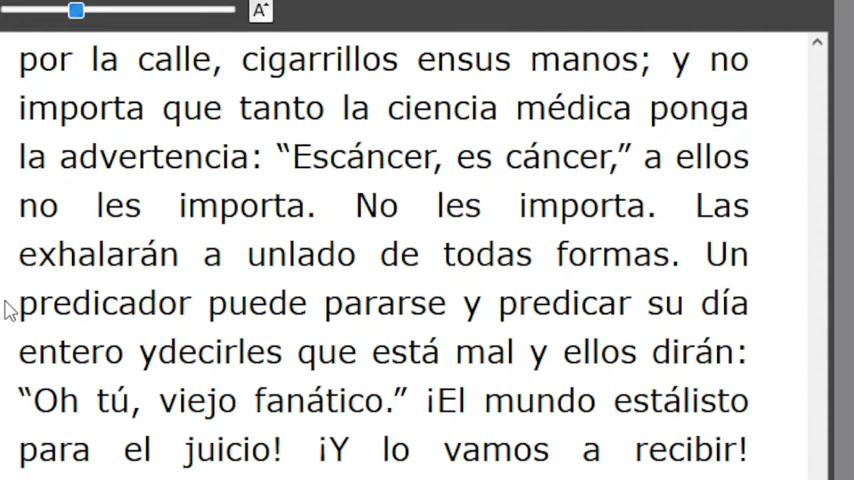 A
por la calle, cigarrillos ensus manos; y no
importa que tanto la ciencia médica ponga
la advertencia: “Escáncer, es cáncer,” a ellos
no les importa. No les importa. Las
exhalarán a unlado de todas formas. Un
predicador puede pararse y predicar su día
entero ydecirles que está mal y ellos dirán:
“Oh tú, viejo fanático.” ¡El mundo estálisto
para el juicio! ¡Y lo vamos a recibir!